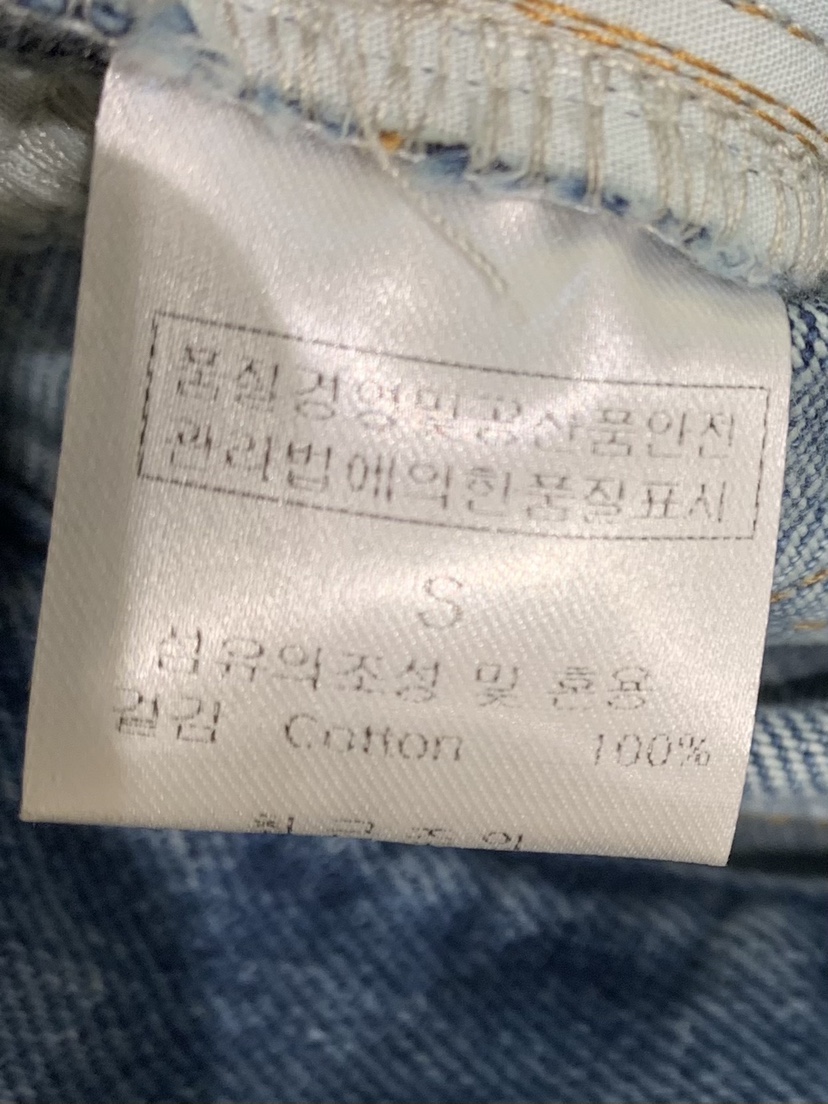 품질경영및공산품안전
관리법에의한품질표시
S
섬유의조성 및 혼용
겉감 Cotton 100%